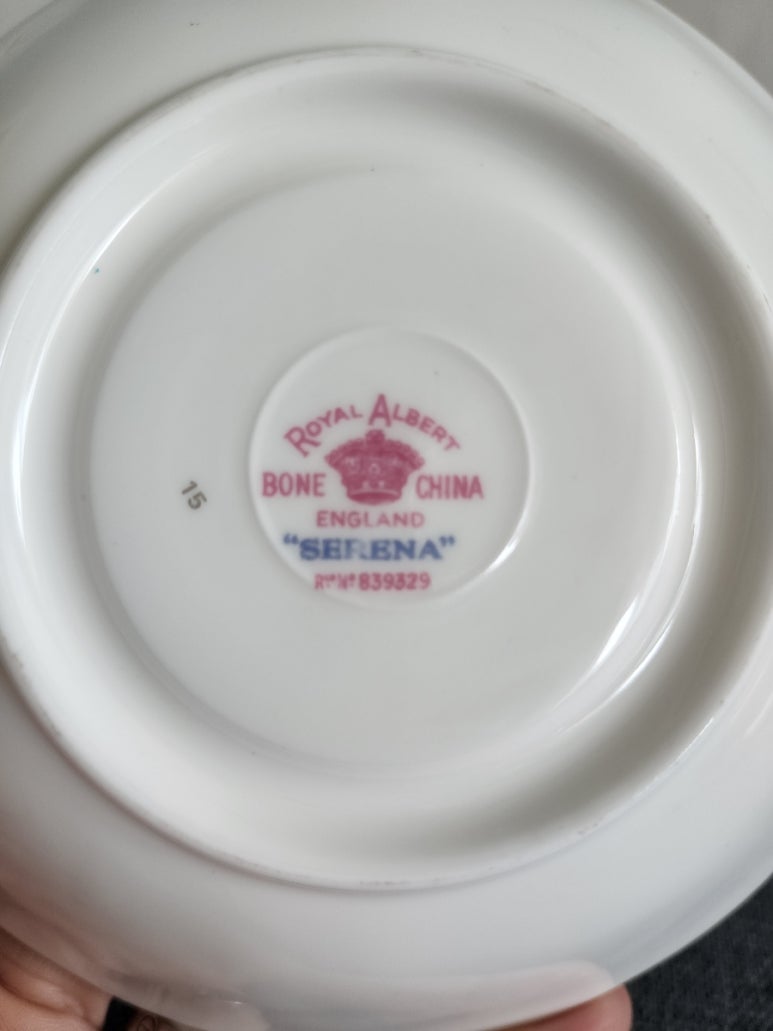 ROYAL ALBERT
BONE CHINA
ENGLAND
"SERENA"
Rᵈ Nº 839329
15